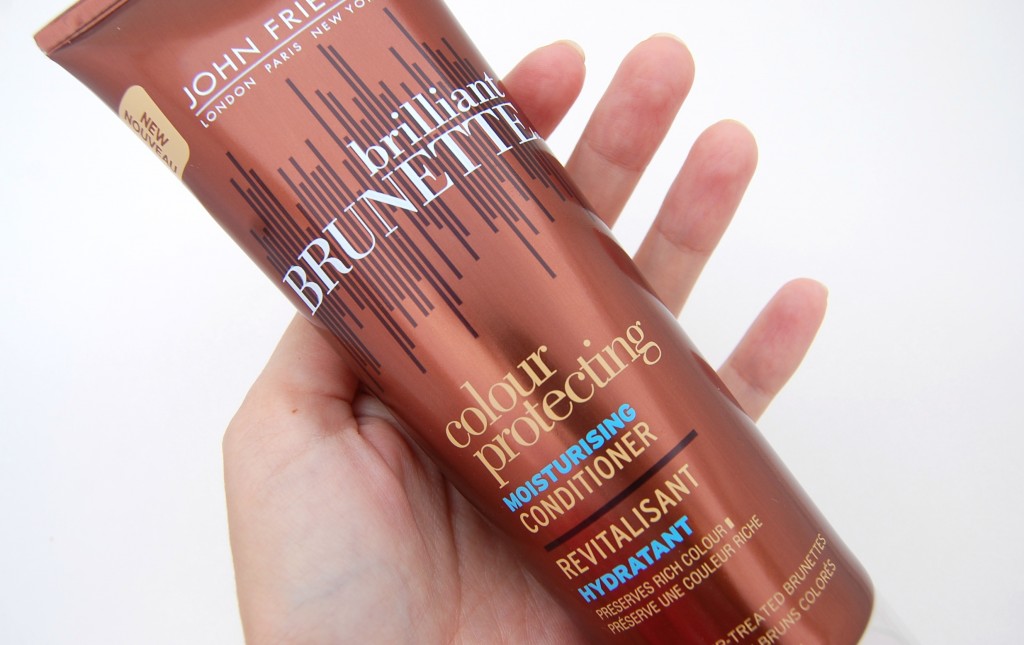 JOHN FRIE
LONDON PARIS NEW YO
NEW
NOUVEAU
brilliant
BRUNETTE
colour
protecting
MOISTURISING
CONDITIONER
REVITALISANT
HYDRATANT
PRESERVES RICH COLOUR
PRÉSERVE UNE COULEUR RICHE
R-TREATED BRUNETTES
BRUNS COLORÉS